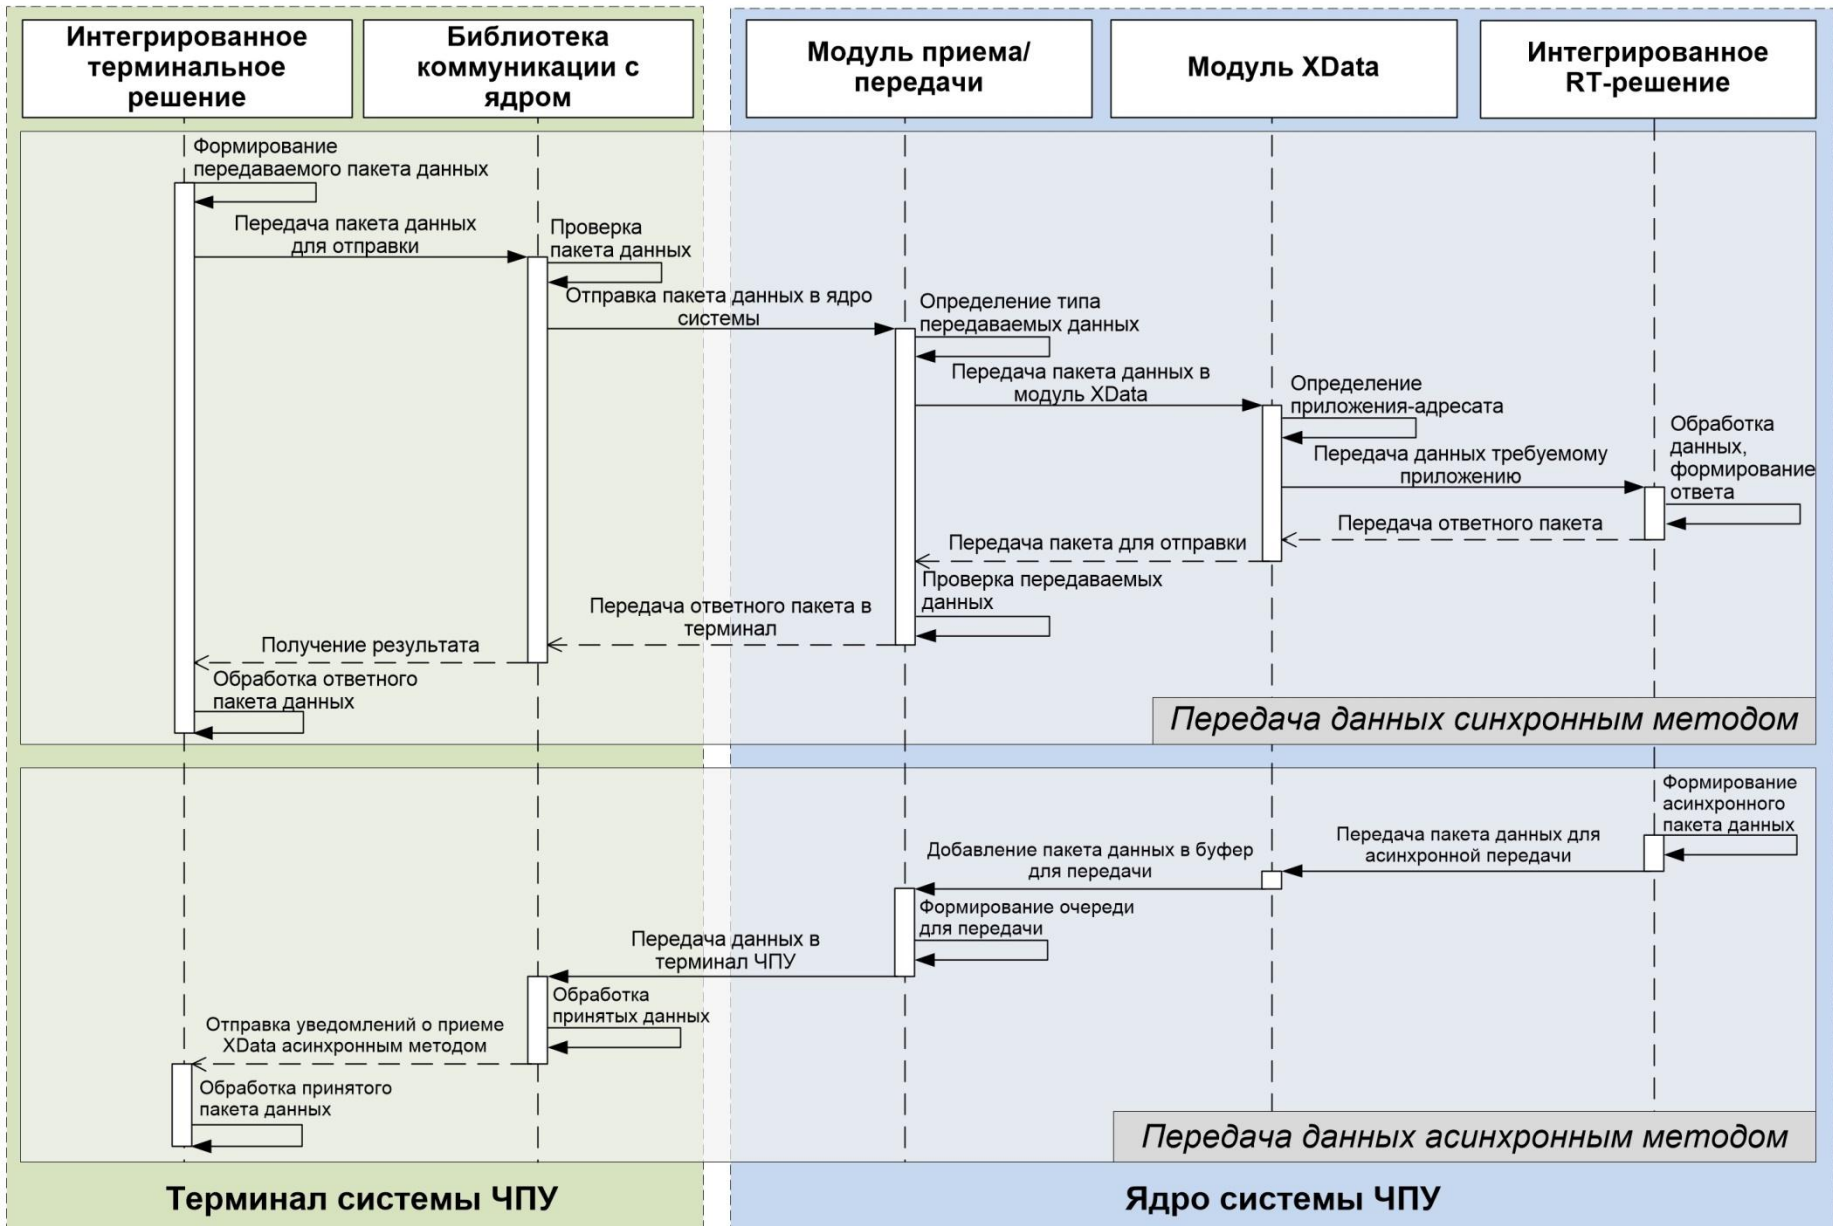 Интегрированное
терминальное
решение
Библиотека
коммуникации с
ядром
Модуль приема/
передачи
Модуль XData
Интегрированное
RT-решение
Формирование
передаваемого пакета данных
Передача пакета данных
для отправки
Проверка
пакета данных
Отправка пакета данных в ядро
системы
Определение типа
передаваемых данных
Передача пакета данных в
модуль XData
Определение
приложения-адресата
Передача данных требуемому
приложению
Обработка
данных,
формирование
ответа
Передача ответного пакета
Передача пакета для отправки
Проверка передаваемых
данных
Передача ответного пакета в
терминал
Получение результата
Обработка ответного
пакета данных
Передача данных синхронным методом
Формирование
асинхронного
пакета данных
Передача пакета данных для
асинхронной передачи
Добавление пакета данных в буфер
для передачи
Формирование очереди
для передачи
Передача данных в
терминал ЧПУ
Обработка
принятых данных
Отправка уведомлений о приеме
XData асинхронным методом
Обработка принятого
пакета данных
Передача данных асинхронным методом
Терминал системы ЧПУ
Ядро системы ЧПУ